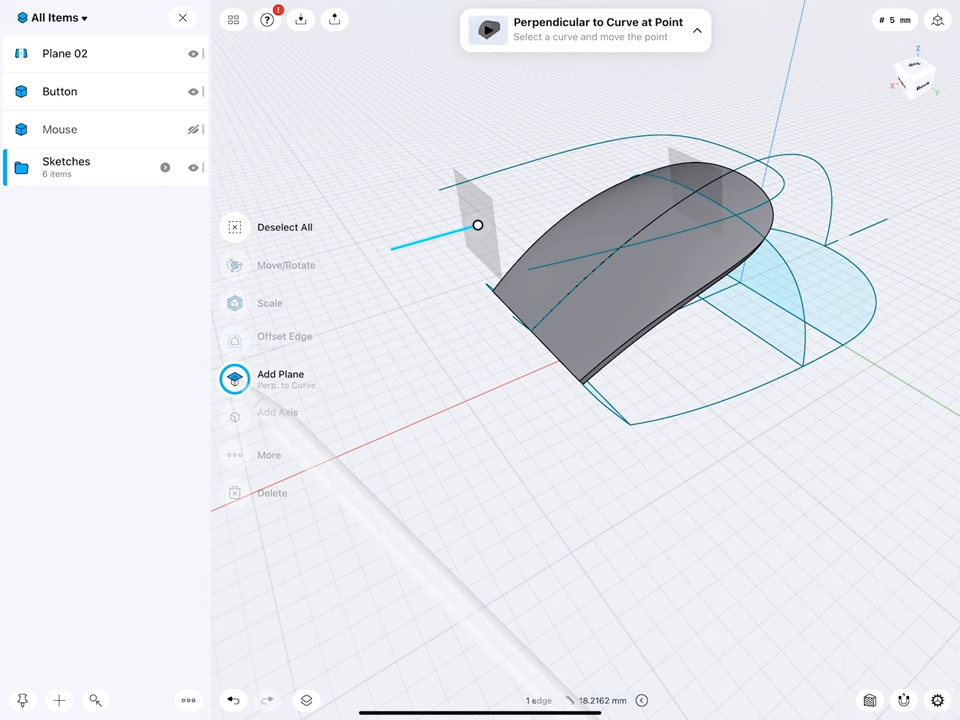 All Items
Plane 02
Button
Mouse
Sketches
6 items
Perpendicular to Curve at Point
Select a curve and move the point
# 5 mm
Z
X
Y
Top
Back
Deselect All
Move/Rotate
Scale
Offset Edge
Add Plane
Perp. to Curve
Add Axis
More
Delete
1 edge
18.2162 mm